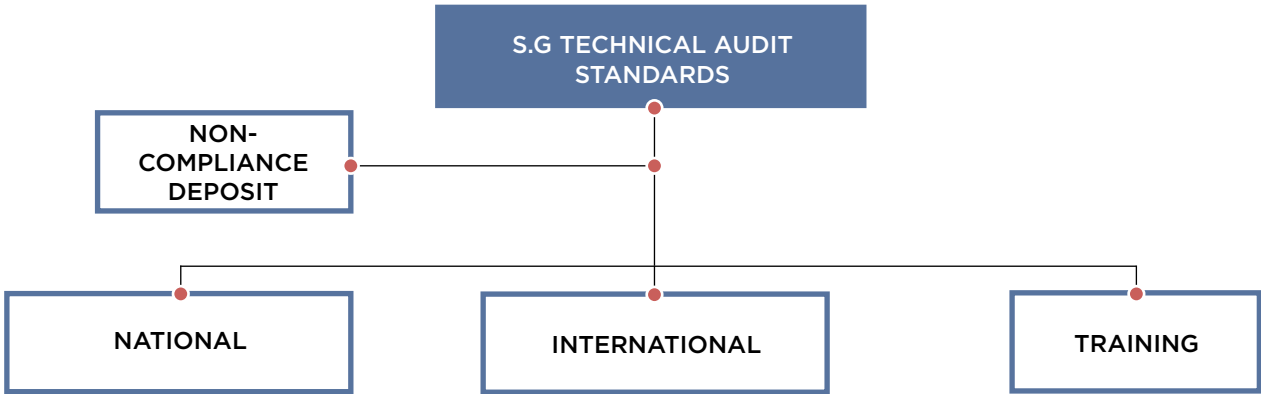 S.G TECHNICAL AUDIT
STANDARDS
NON-
COMPLIANCE
DEPOSIT
NATIONAL
INTERNATIONAL
TRAINING